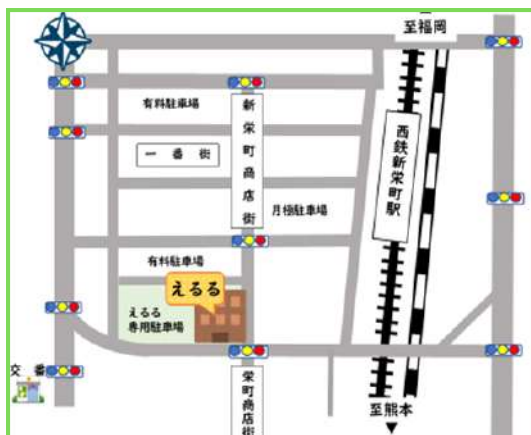 至福岡
有料駐車場
新栄町商店街
一番街
西鉄新栄町駅
月極駐車場
有料駐車場
えるる
えるる
専用駐車場
交番
栄町商店街
至熊本